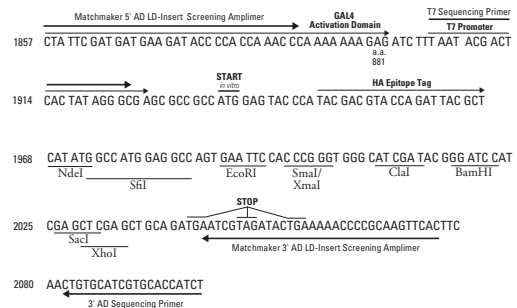 Matchmaker 5' AD LD-Insert Screening Amplimer
GAL4
Activation Domain
T7 Sequencing Primer
T7 Promoter
1857 CTA TTC GAT GAT GAA GAT ACC CCA CCA AAC CCA AAA AAA GAG ATC TTT AAT ACG ACT
a.a.
881
START
in vitro
HA Epitope Tag
1914 CAC TAT AGG GCG AGC GCC GCC ATG GAG TAC CCA TAC GAC GTA CCA GAT TAC GCT
1968 CAT ATG GCC ATG GAG GCC AGT GAA TTC CAC CCG GGT GGG CAT CGA TAC GGG ATC CAT
NdeI
SfiI
EcoRI
SmaI/
XmaI
ClaI
BamHI
STOP
2025 CGA GCT CGA GCT GCA GATGAATCGTAGATACTGAAAAACCCCGCAAGTTCACTTC
SacI
XhoI
Matchmaker 3' AD LD-Insert Screening Amplimer
2080 AACTGTGCATCGTGCACCATCT
3' AD Sequencing Primer